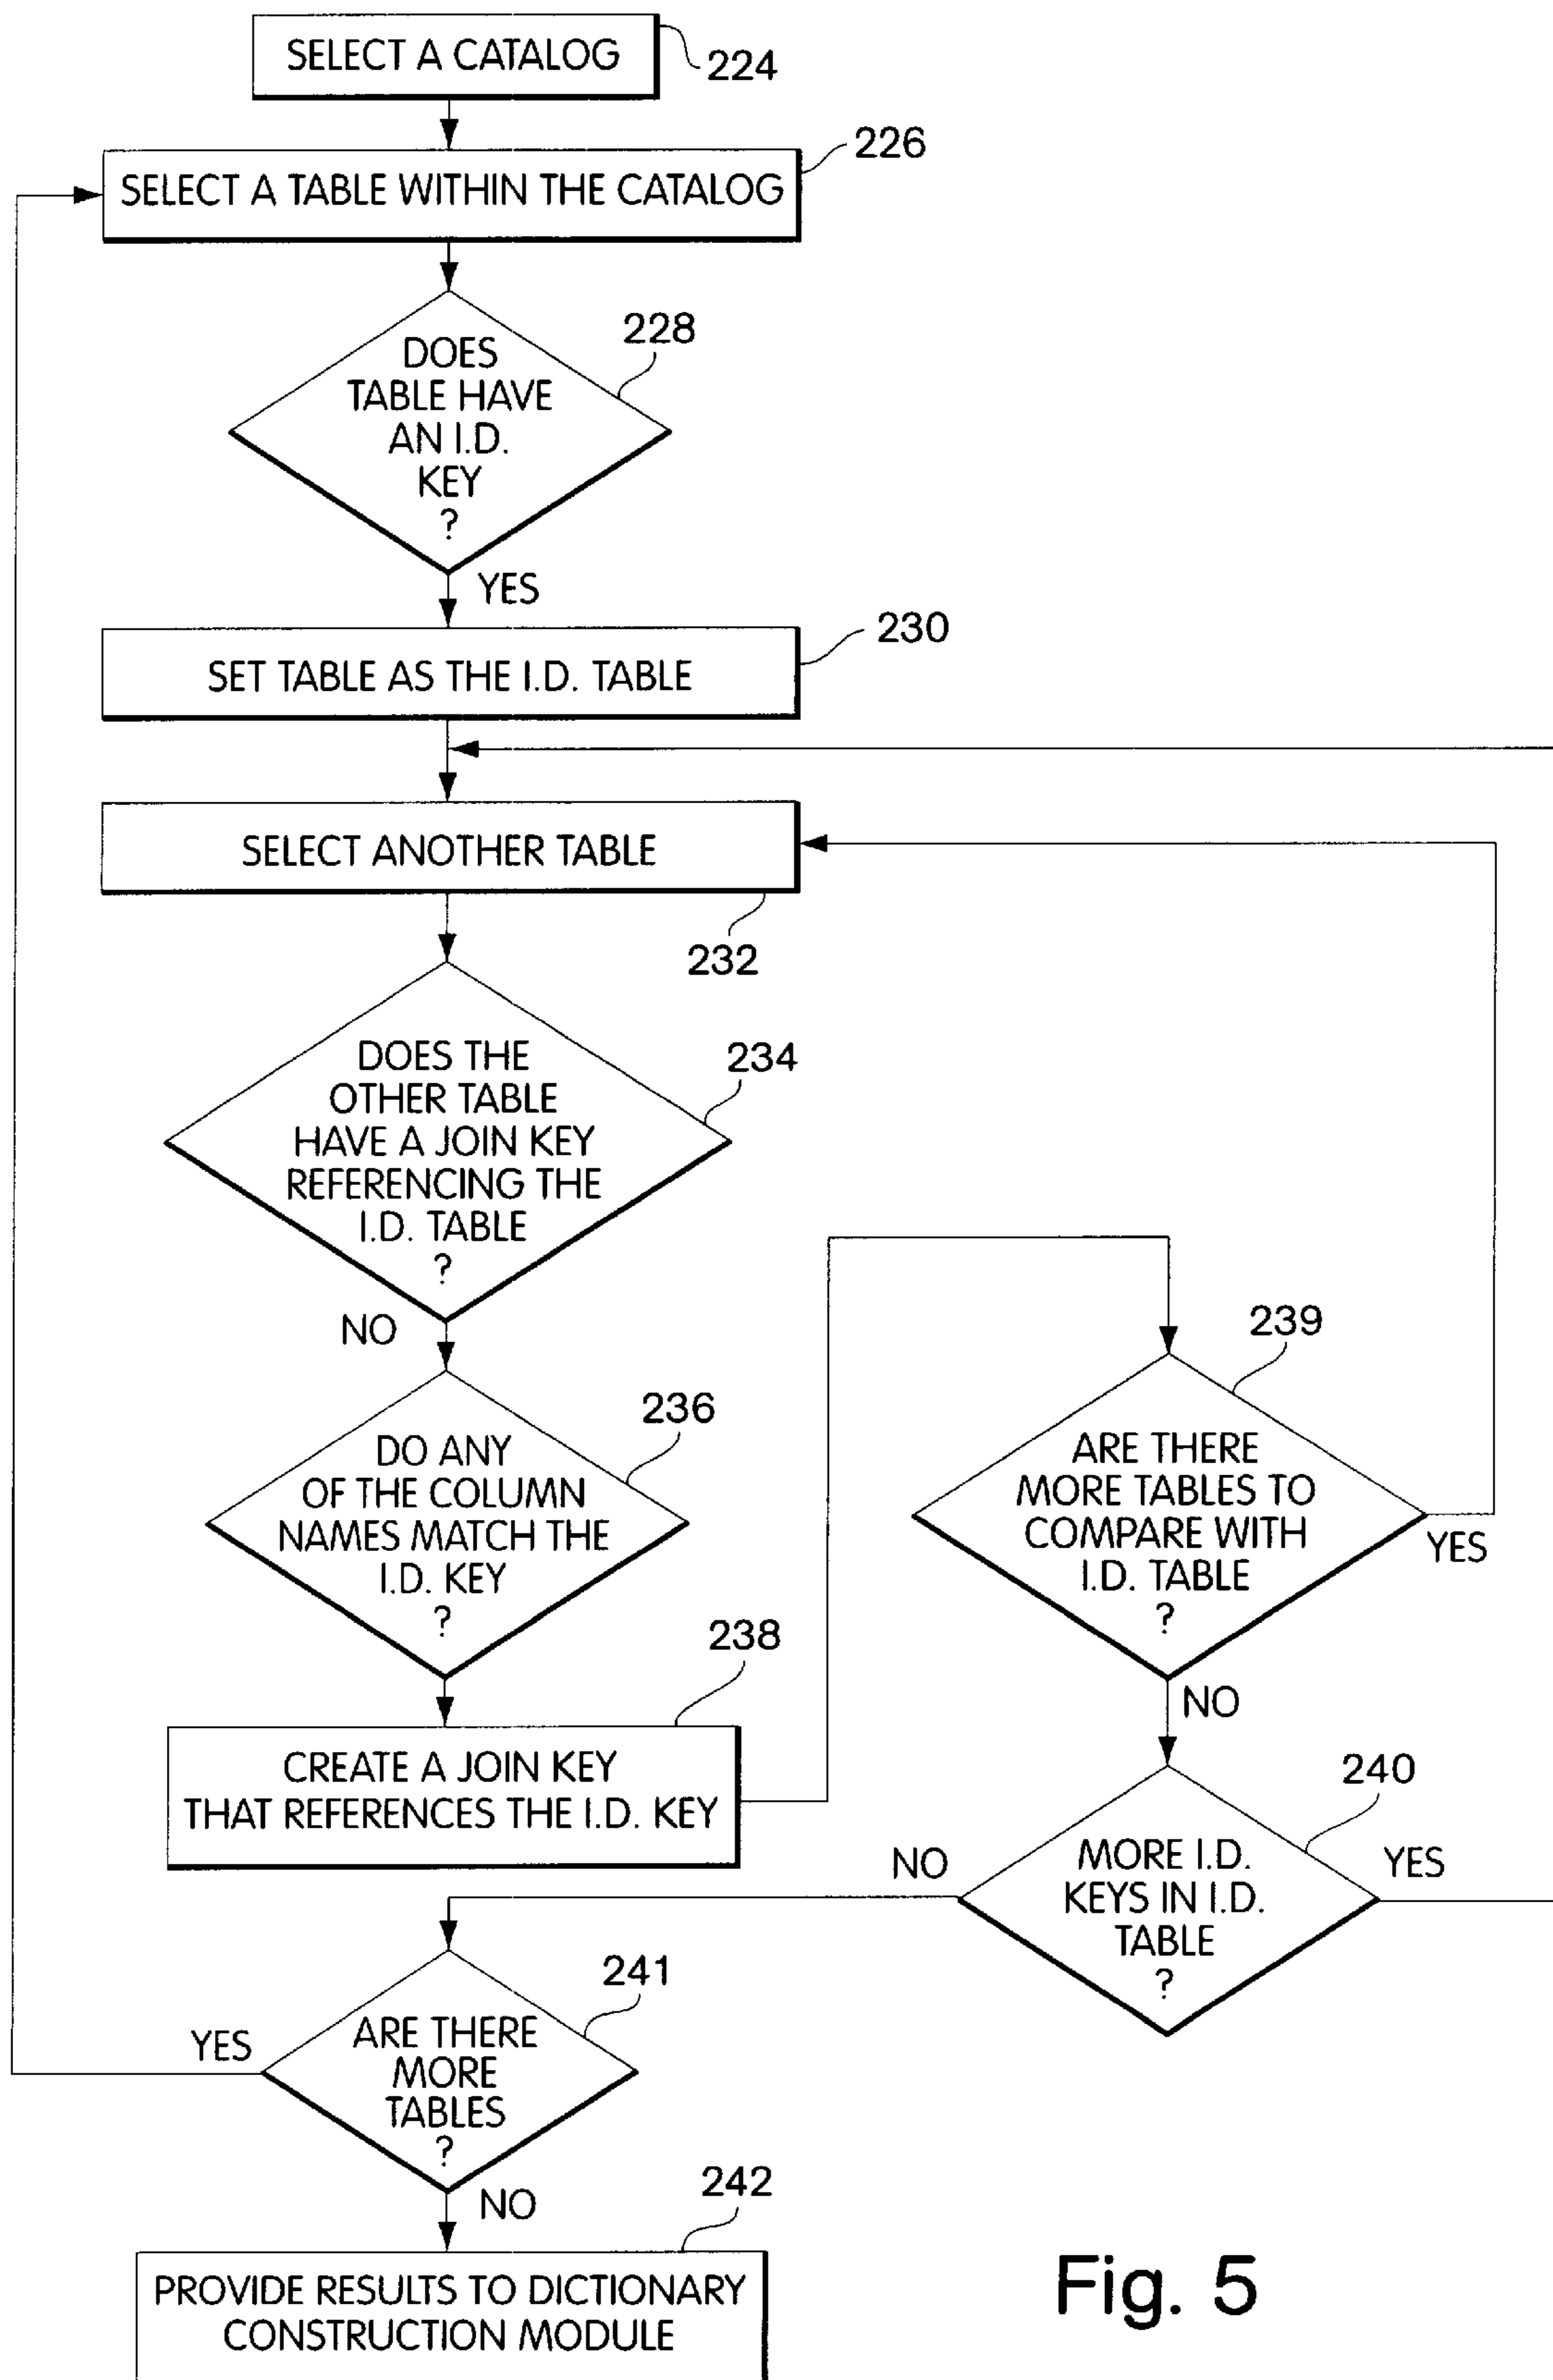 SELECT A CATALOG
224
226
SELECT A TABLE WITHIN THE CATALOG
228
DOES
TABLE HAVE
AN I.D.
KEY
?
YES
230
SET TABLE AS THE I.D. TABLE
SELECT ANOTHER TABLE
232
234
DOES THE
OTHER TABLE
HAVE A JOIN KEY
REFERENCING THE
I.D. TABLE
?
NO
236
DO ANY
OF THE COLUMN
NAMES MATCH THE
I.D. KEY
?
238
CREATE A JOIN KEY
THAT REFERENCES THE I.D. KEY
239
ARE THERE
MORE TABLES TO
COMPARE WITH
I.D. TABLE
?
YES
NO
240
MORE I.D.
KEYS IN I.D.
TABLE
?
YES
NO
241
ARE THERE
MORE
TABLES
?
YES
NO
242
PROVIDE RESULTS TO DICTIONARY
CONSTRUCTION MODULE
Fig. 5